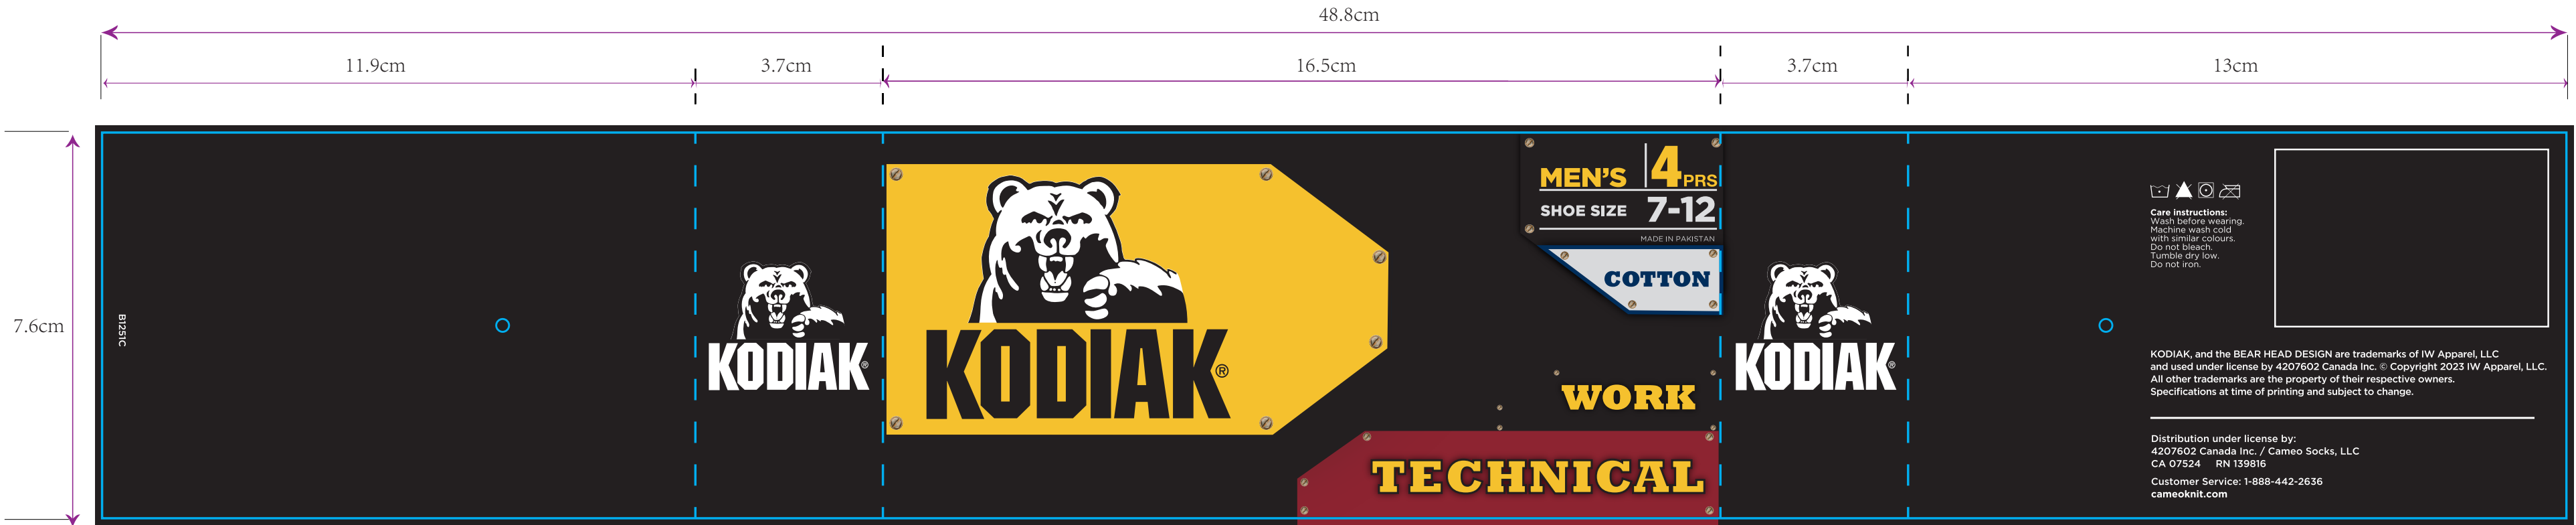 48.8cm
11.9cm
3.7cm
16.5cm
3.7cm
13cm
7.6cm
B1251C
KODIAK®
KODIAK®
MEN'S 4 PRS
SHOE SIZE 7-12
MADE IN PAKISTAN
COTTON
WORK
TECHNICAL
KODIAK®
Care instructions:
Wash before wearing.
Machine wash cold
with similar colours.
Do not bleach.
Tumble dry low.
Do not iron.
KODIAK, and the BEAR HEAD DESIGN are trademarks of IW Apparel, LLC
and used under license by 4207602 Canada Inc. © Copyright 2023 IW Apparel, LLC.
All other trademarks are the property of their respective owners.
Specifications at time of printing and subject to change.
Distribution under license by:
4207602 Canada Inc. / Cameo Socks, LLC
CA 07524 RN 139816
Customer Service: 1-888-442-2636
cameoknit.com